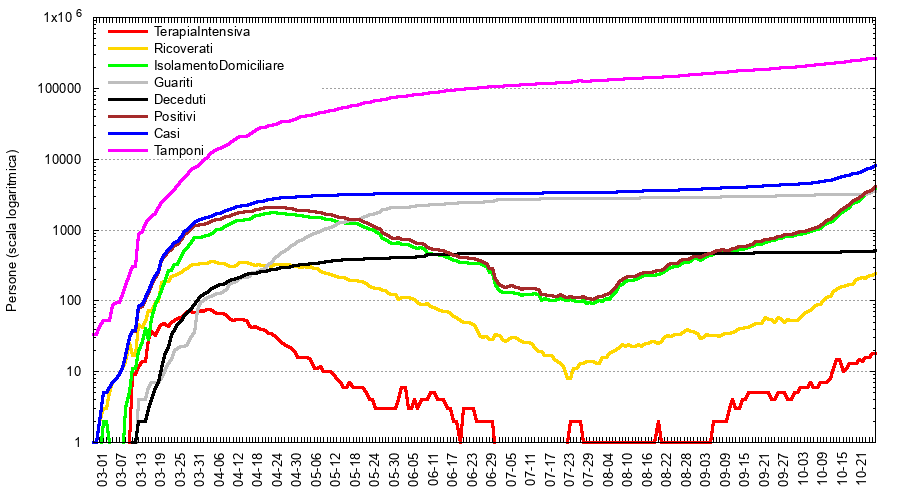 1x10 6
100000
10000
1000
100
10
1
Persone (scala logaritmica)
TerapiaIntensiva
Ricoverati
IsolamentoDomiciliare
Guariti
Deceduti
Positivi
Casi
Tamponi
03-01 03-07 03-13 03-19 03-25 03-31 04-06 04-12 04-18 04-24 04-30 05-06 05-12 05-18 05-24 05-30 06-05 06-11 06-17 06-23 06-29 07-05 07-11 07-17 07-23 07-29 08-04 08-10 08-16 08-22 08-28 09-03 09-09 09-15 09-21 09-27 10-03 10-09 10-15 10-21